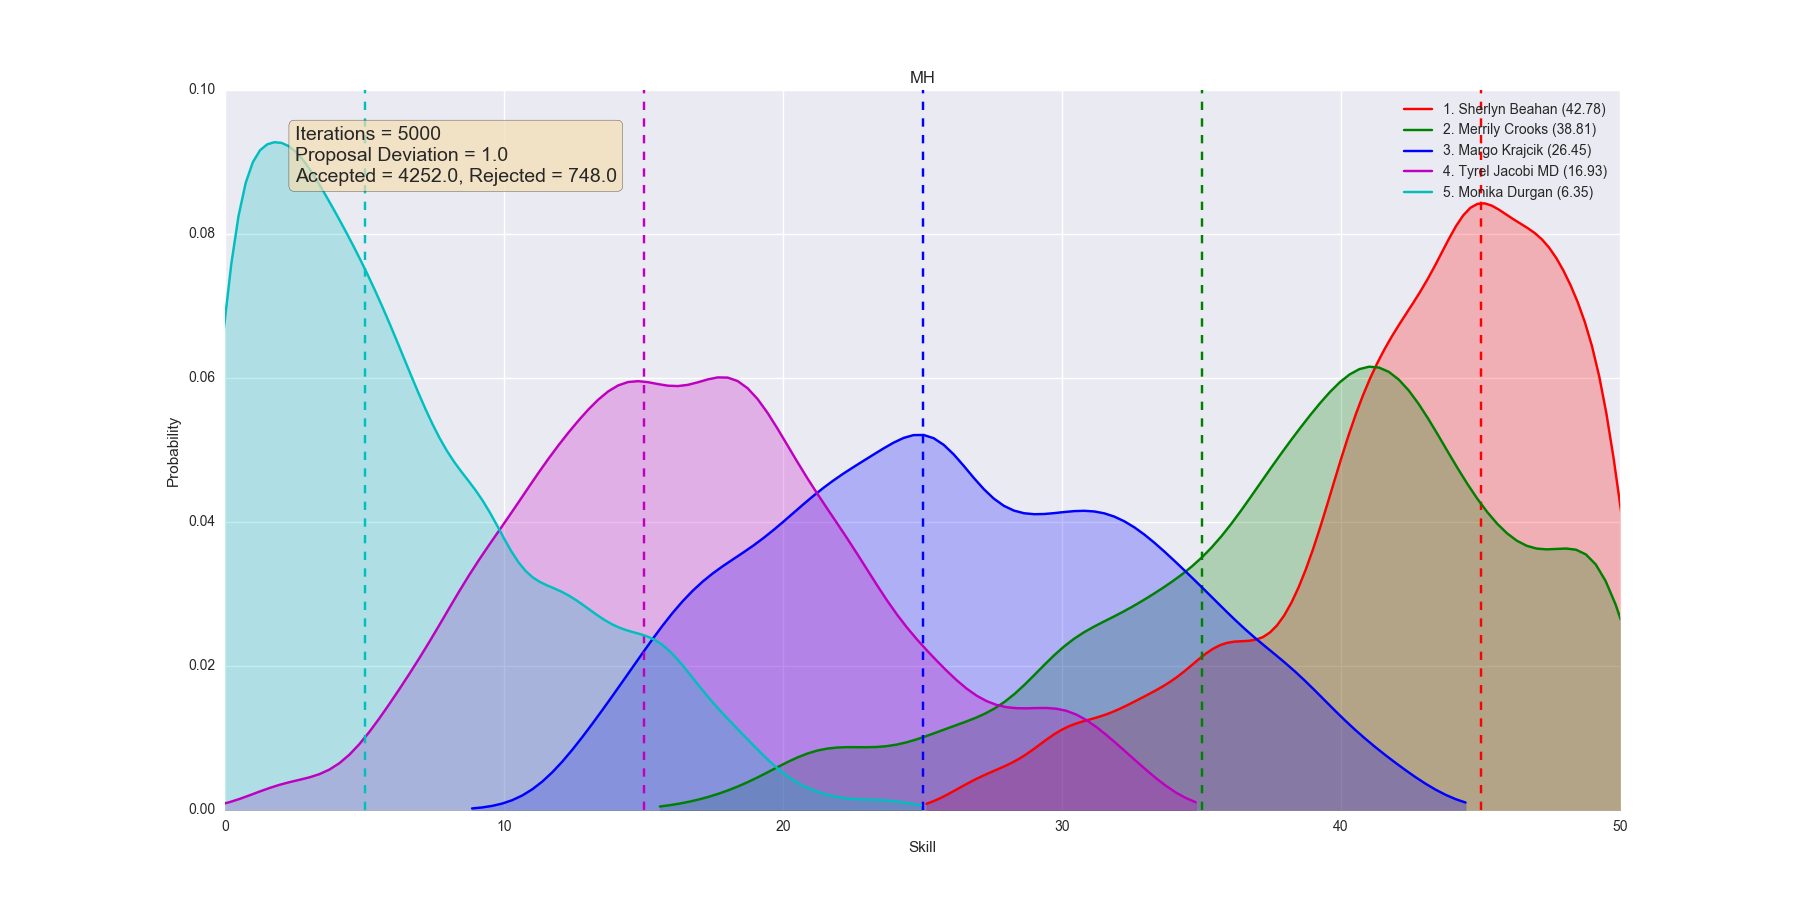 MH
0.10
0.08
0.06
0.04
0.02
0.00
Probability
Iterations = 5000
Proposal Deviation = 1.0
Accepted = 4252.0, Rejected = 748.0
1. Sherlyn Beahan (42.78)
2. Merrily Crooks (38.81)
3. Margo Krajcik (26.45)
4. Tyrel Jacobi MD (16.93)
5. Monika Durgan (6.35)
0 10 20 30 40 50
Skill